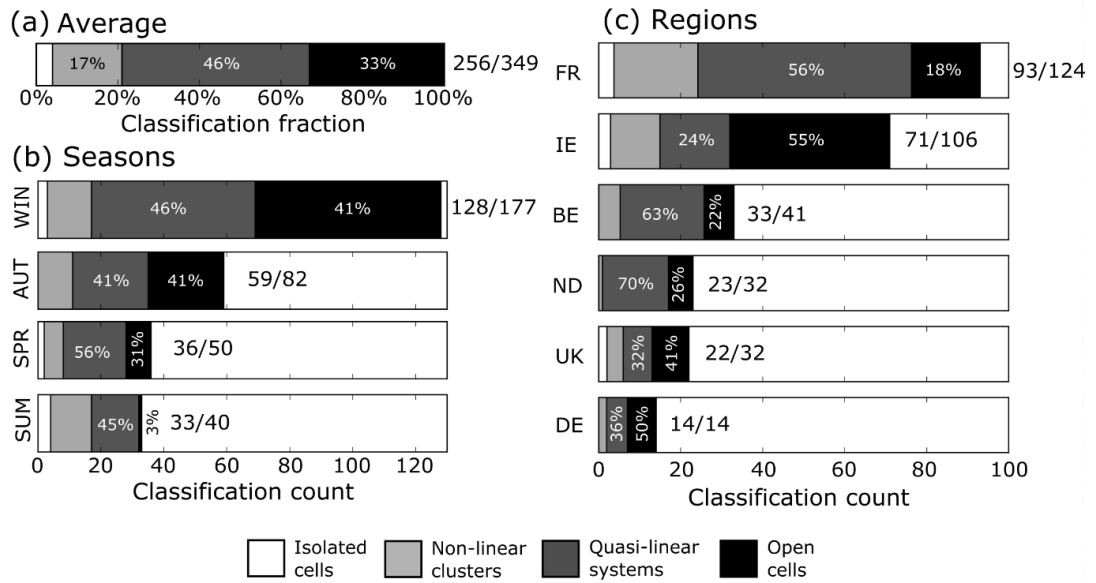 (a) Average
17% 46% 33% 256/349
0% 20% 40% 60% 80% 100%
Classification fraction
(b) Seasons
WIN 46% 41% 128/177
AUT 41% 41% 59/82
SPR 56% 31% 36/50
SUM 45% 3% 33/40
0 20 40 60 80 100 120
Classification count
(c) Regions
FR 56% 18% 93/124
IE 24% 55% 71/106
BE 63% 22% 33/41
ND 70% 26% 23/32
UK 32% 41% 22/32
DE 36% 50% 14/14
0 20 40 60 80 100
Classification count
Isolated
cells
Non-linear
clusters
Quasi-linear
systems
Open
cells